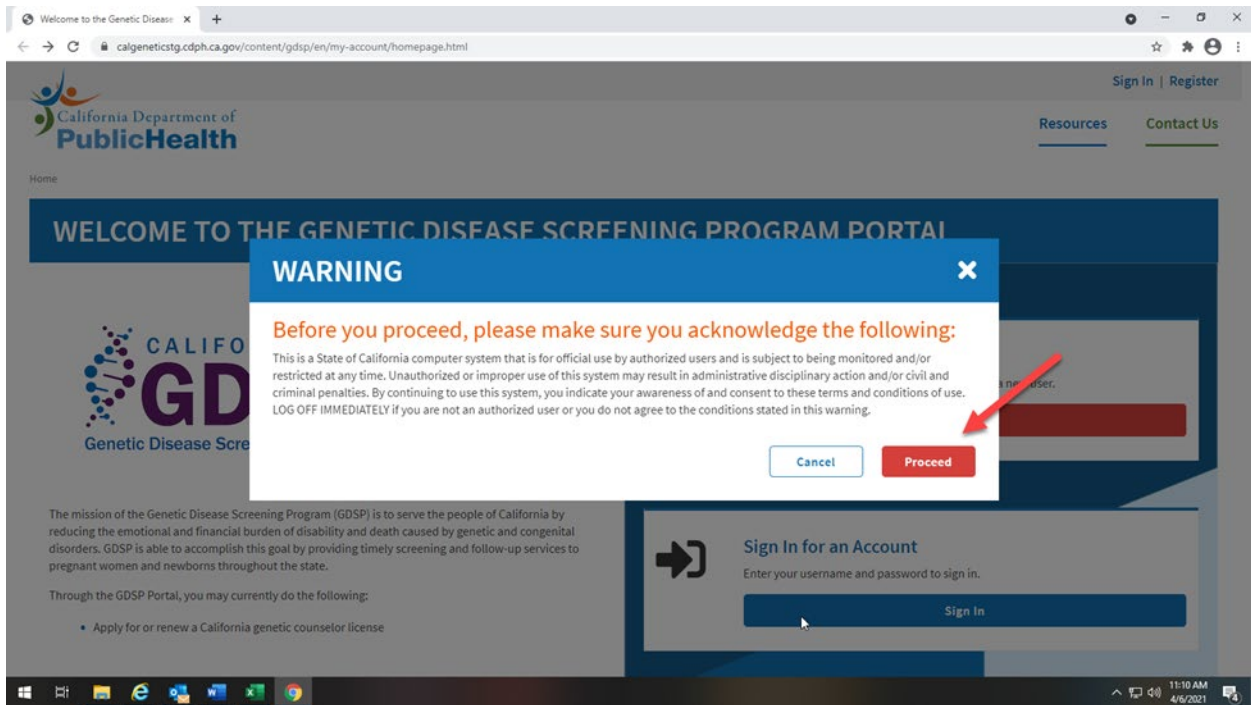 Welcome to the Genetic Disease
calgeneticstg.cdph.ca.gov/content/gdsp/en/my-account/homepage.html
Sign In | Register
California Department of
PublicHealth
Resources Contact Us
Home
WELCOME TO THE GENETIC DISEASE SCREENING PROGRAM PORTAL
WARNING
Before you proceed, please make sure you acknowledge the following:
This is a State of California computer system that is for official use by authorized users and is subject to being monitored and/or
restricted at any time. Unauthorized or improper use of this system may result in administrative disciplinary action and/or civil and
criminal penalties. By continuing to use this system, you indicate your awareness of and consent to these terms and conditions of use.
LOG OFF IMMEDIATELY if you are not an authorized user or you do not agree to the conditions stated in this warning.
Cancel Proceed
CALIFO
GD
Genetic Disease Scre
a new user.
The mission of the Genetic Disease Screening Program (GDSP) is to serve the people of California by
reducing the emotional and financial burden of disability and death caused by genetic and congenital
disorders. GDSP is able to accomplish this goal by providing timely screening and follow-up services to
pregnant women and newborns throughout the state.
Through the GDSP Portal, you may currently do the following:
• Apply for or renew a California genetic counselor license
Sign In for an Account
Enter your username and password to sign in.
Sign In
11:10 AM
4/6/2021
4